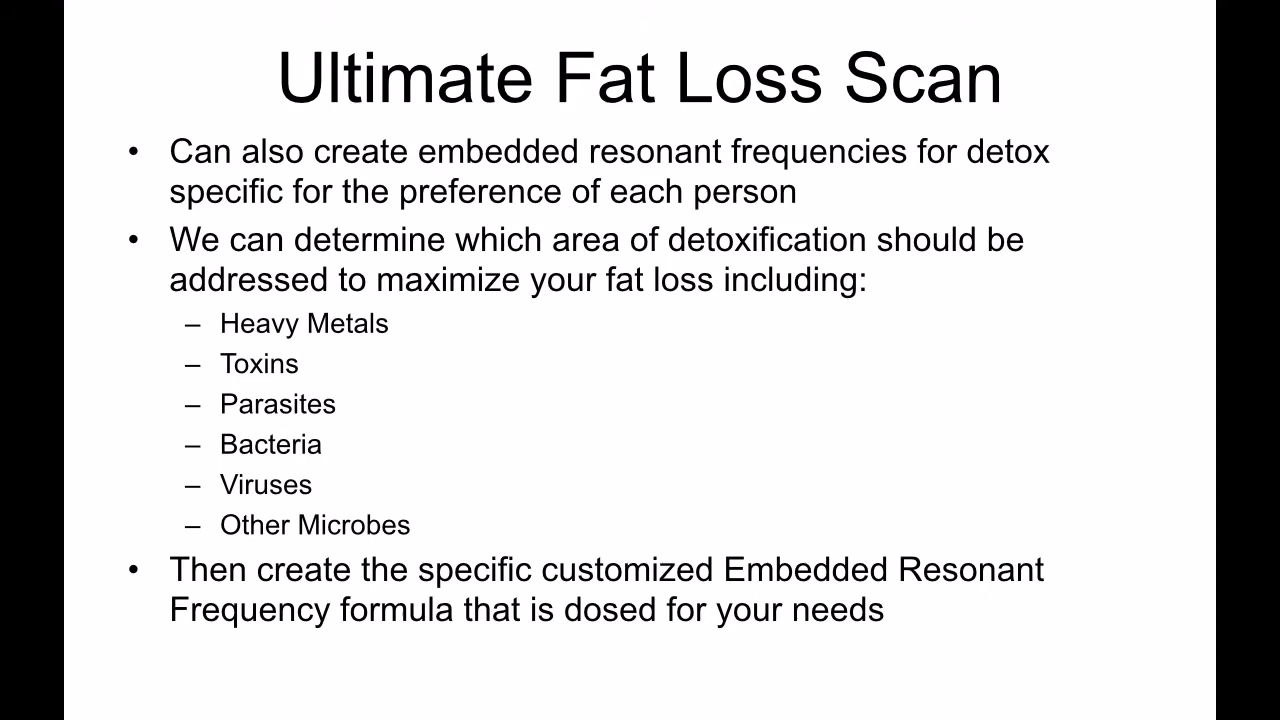 Ultimate Fat Loss Scan
• Can also create embedded resonant frequencies for detox
specific for the preference of each person
• We can determine which area of detoxification should be
addressed to maximize your fat loss including:
– Heavy Metals
– Toxins
– Parasites
– Bacteria
– Viruses
– Other Microbes
• Then create the specific customized Embedded Resonant
Frequency formula that is dosed for your needs